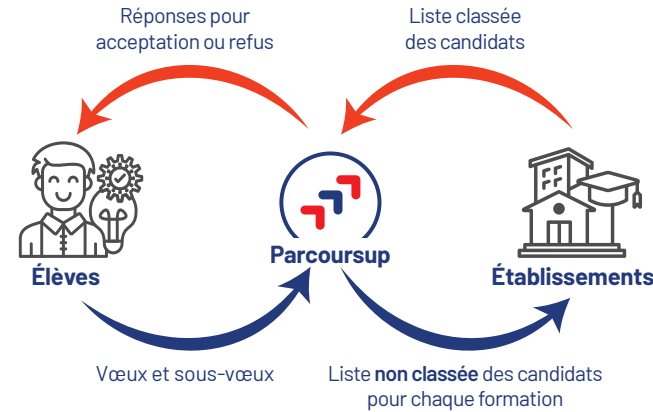 Réponses pour
acceptation ou refus
Liste classée
des candidats
Élèves
Parcoursup
Établissements
Vœux et sous-vœux
Liste non classée des candidats
pour chaque formation